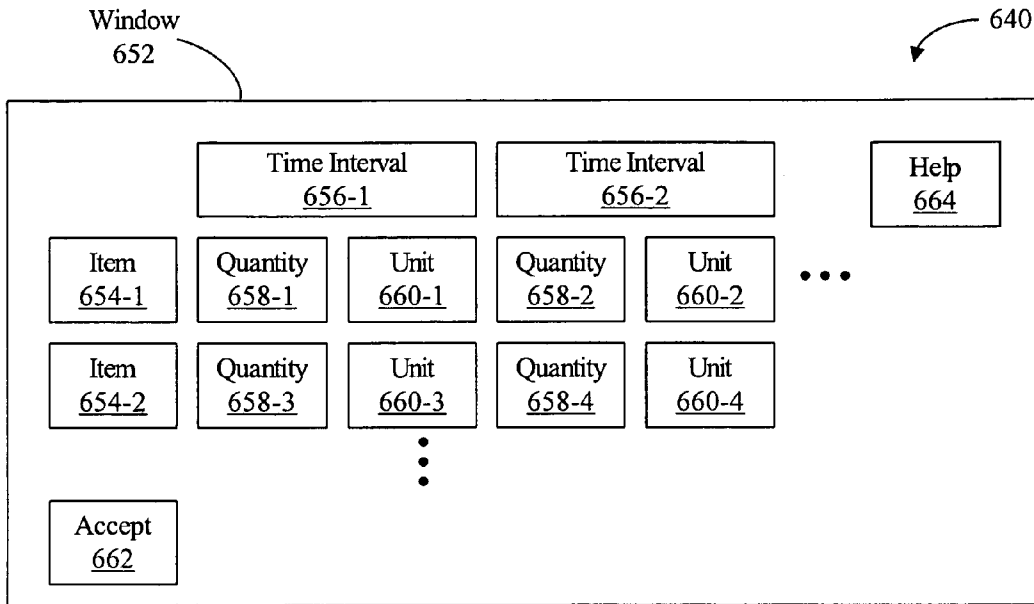 Window
652
640
Time Interval
656-1
Time Interval
656-2
Help
664
Item
654-1
Quantity
658-1
Unit
660-1
Quantity
658-2
Unit
660-2
Item
654-2
Quantity
658-3
Unit
660-3
Quantity
658-4
Unit
660-4
Accept
662